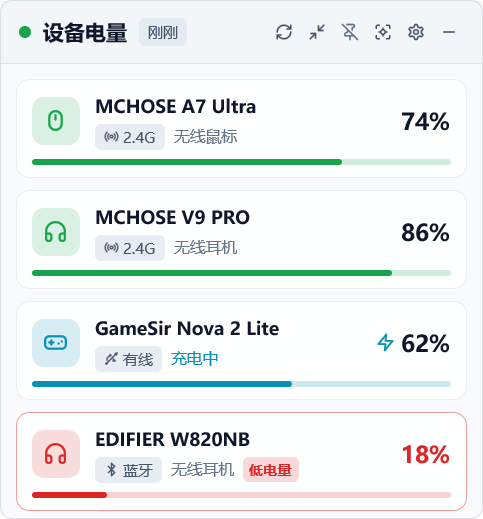 设备电量 刚刚
MCHOSE A7 Ultra
74%
2.4G 无线鼠标
MCHOSE V9 PRO
86%
2.4G 无线耳机
GameSir Nova 2 Lite
62%
有线 充电中
EDIFIER W820NB
18%
蓝牙 无线耳机 低电量